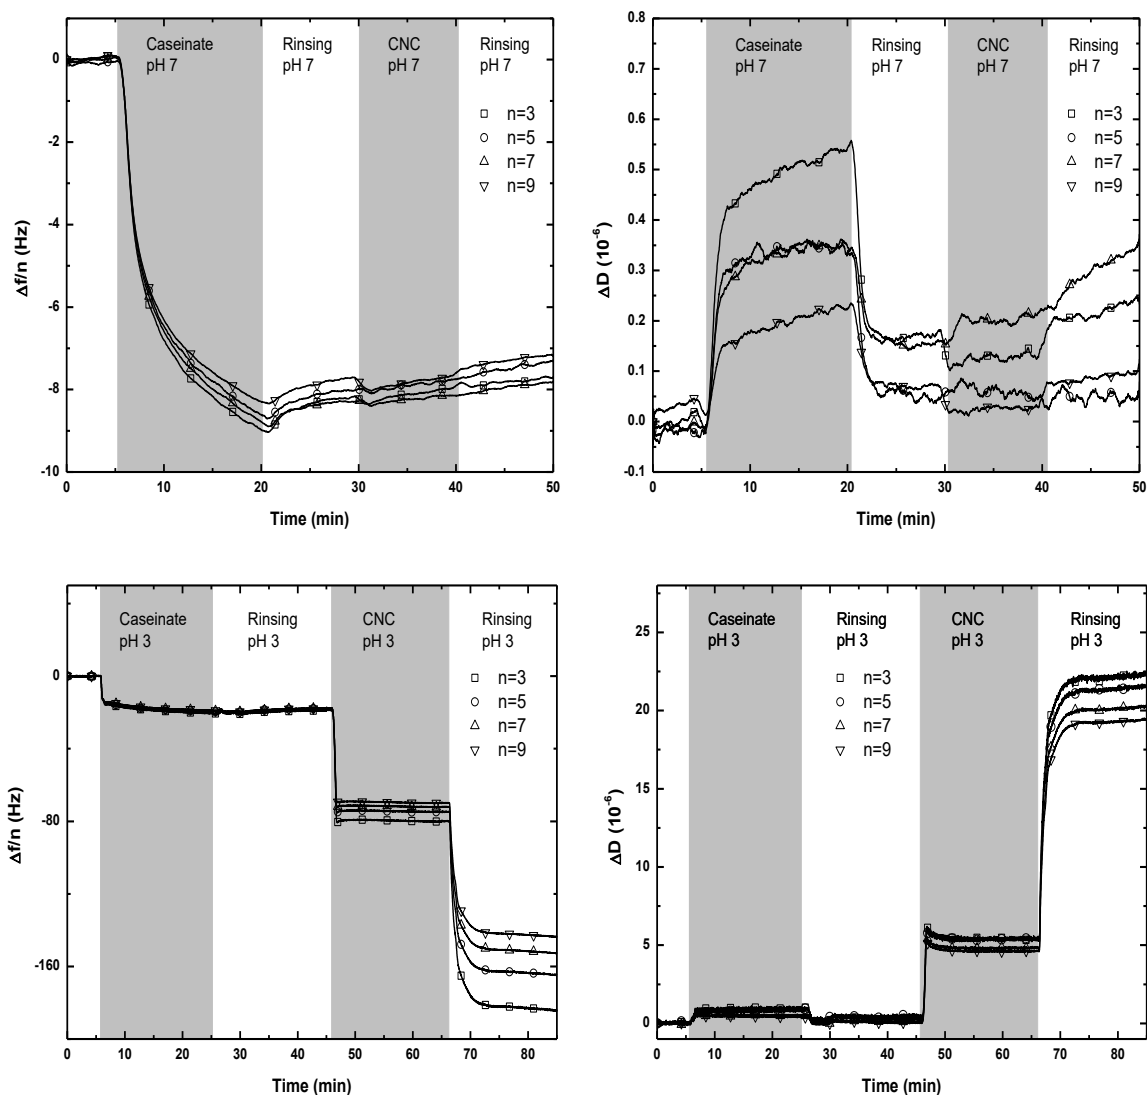 Caseinate Rinsing CNC Rinsing
pH 7 pH 7 pH 7 pH 7
n=3
n=5
n=7
n=9
0
-2
-4
-6
-8
-10
Δf/n (Hz)
0 10 20 30 40 50
Time (min)
Caseinate Rinsing CNC Rinsing
pH 7 pH 7 pH 7 pH 7
n=3
n=5
n=7
n=9
0.8
0.7
0.6
0.5
0.4
0.3
0.2
0.1
0.0
-0.1
ΔD (10⁻⁶)
0 10 20 30 40 50
Time (min)
Caseinate Rinsing CNC Rinsing
pH 3 pH 3 pH 3 pH 3
n=3
n=5
n=7
n=9
0
-80
-160
Δf/n (Hz)
0 10 20 30 40 50 60 70 80
Time (min)
Caseinate Rinsing CNC Rinsing
pH 3 pH 3 pH 3 pH 3
n=3
n=5
n=7
n=9
25
20
15
10
5
0
ΔD (10⁻⁶)
0 10 20 30 40 50 60 70 80
Time (min)